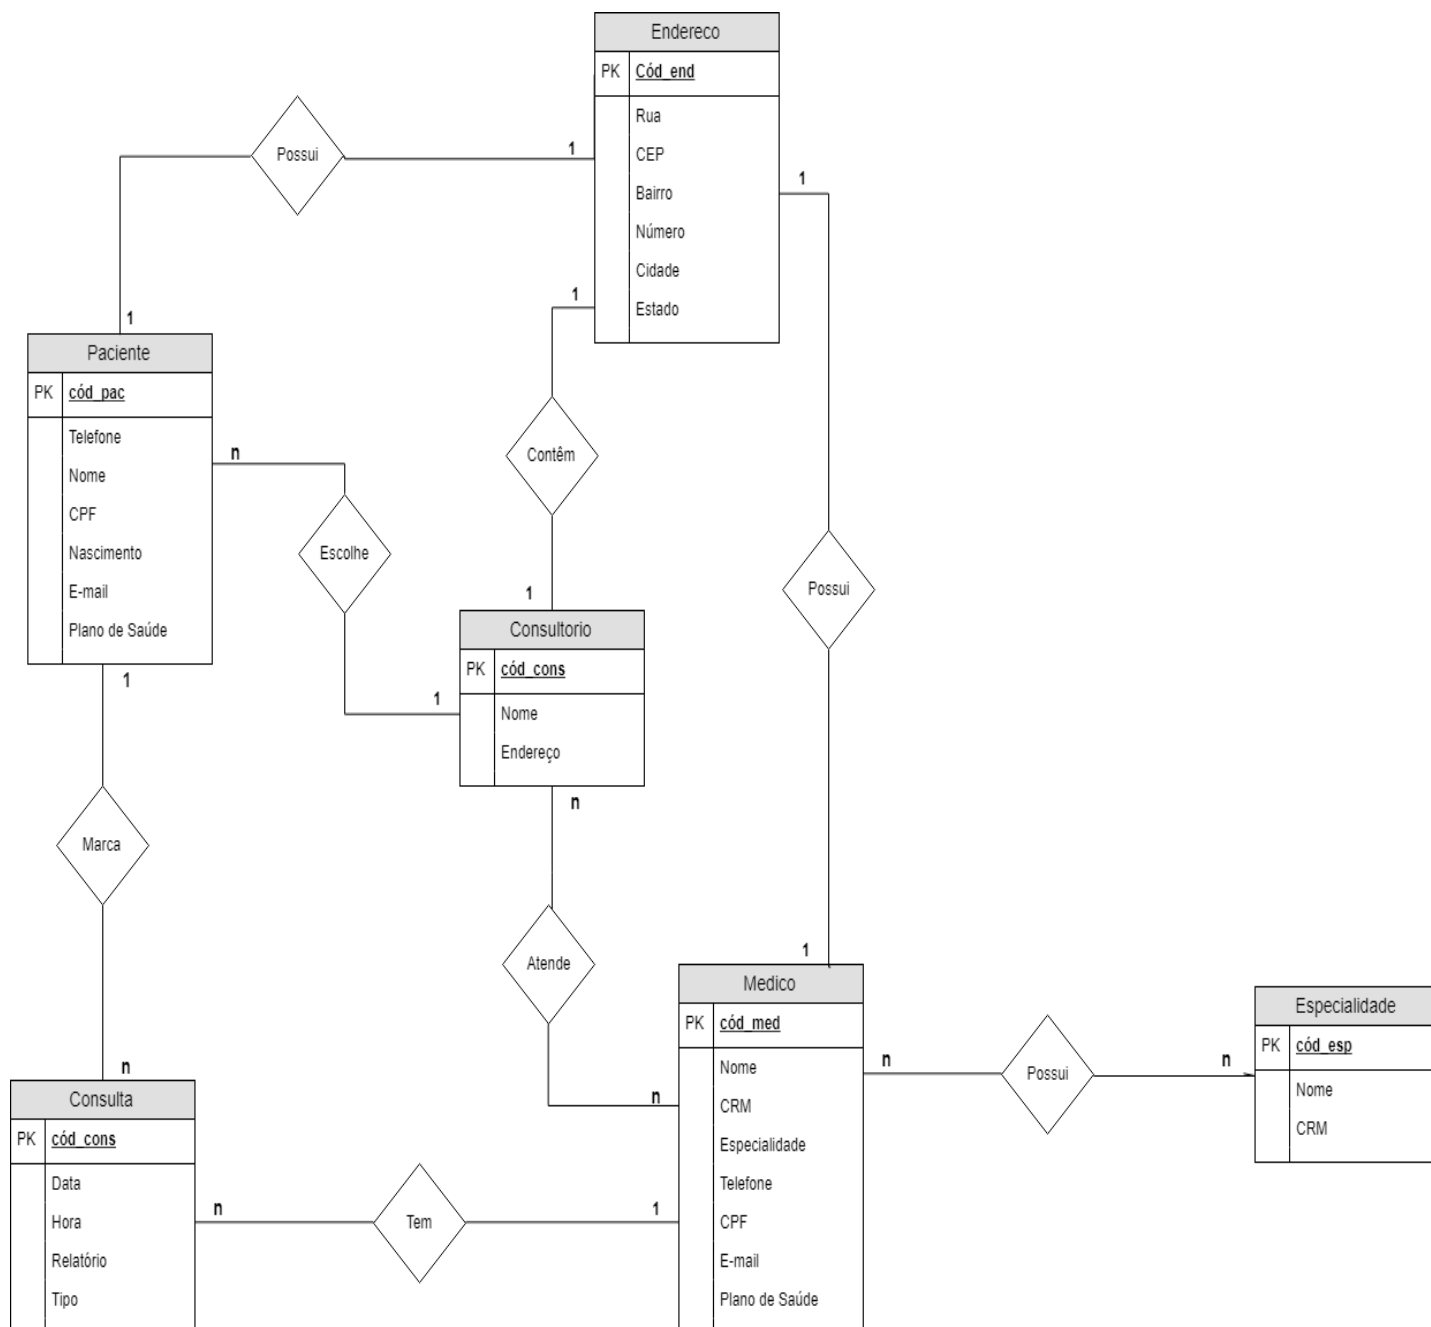 Endereco
PK Cód_end
Rua
CEP
Bairro
Número
Cidade
Estado
Possui
1
1
1
1
Paciente
PK cód_pac
Telefone
Nome
CPF
Nascimento
E-mail
Plano de Saúde
n
Escolhe
1
Contêm
1
Consultorio
PK cód_cons
Nome
Endereço
Possui
1
Marca
n
n
Atende
n
1
Medico
PK cód_med
Nome
CRM
Especialidade
Telefone
CPF
E-mail
Plano de Saúde
n
Possui
n
Especialidade
PK cód_esp
Nome
CRM
Consulta
PK cód_cons
Data
Hora
Relatório
Tipo
n
Tem
1